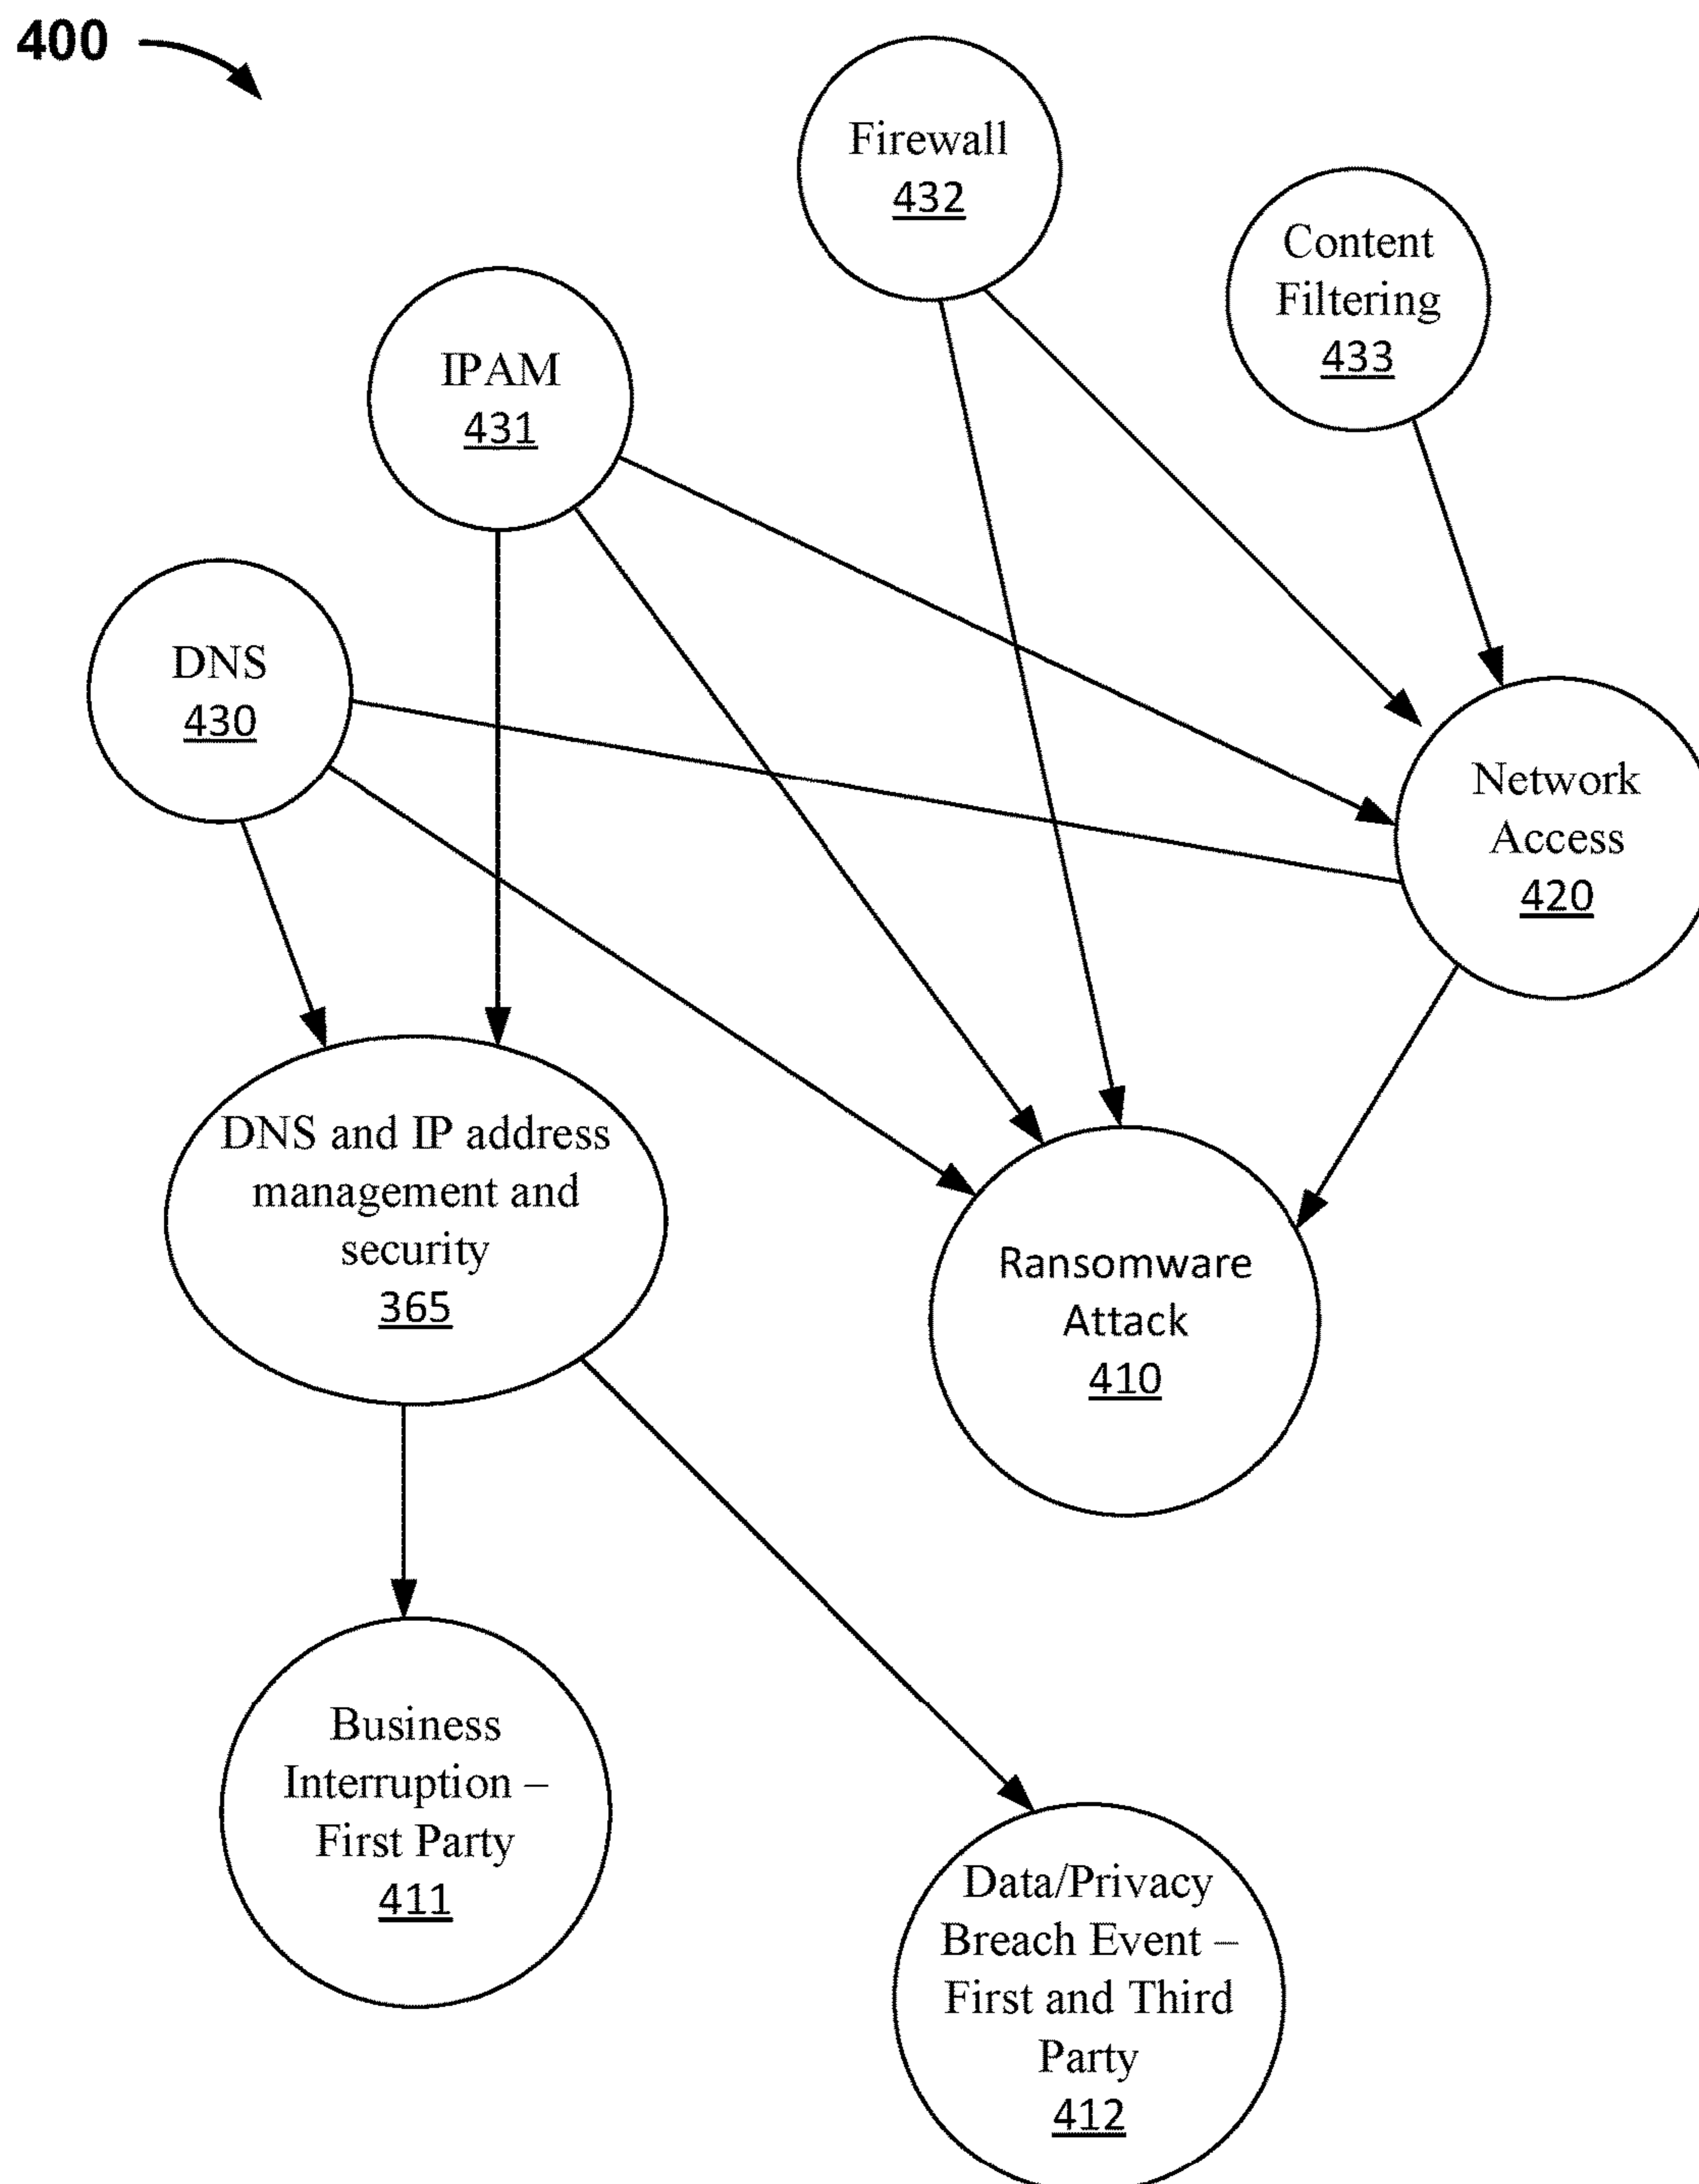 400
Firewall
432
Content
Filtering
433
IPAM
431
DNS
430
Network
Access
420
DNS and IP address
management and
security
365
Ransomware
Attack
410
Business
Interruption –
First Party
411
Data/Privacy
Breach Event –
First and Third
Party
412